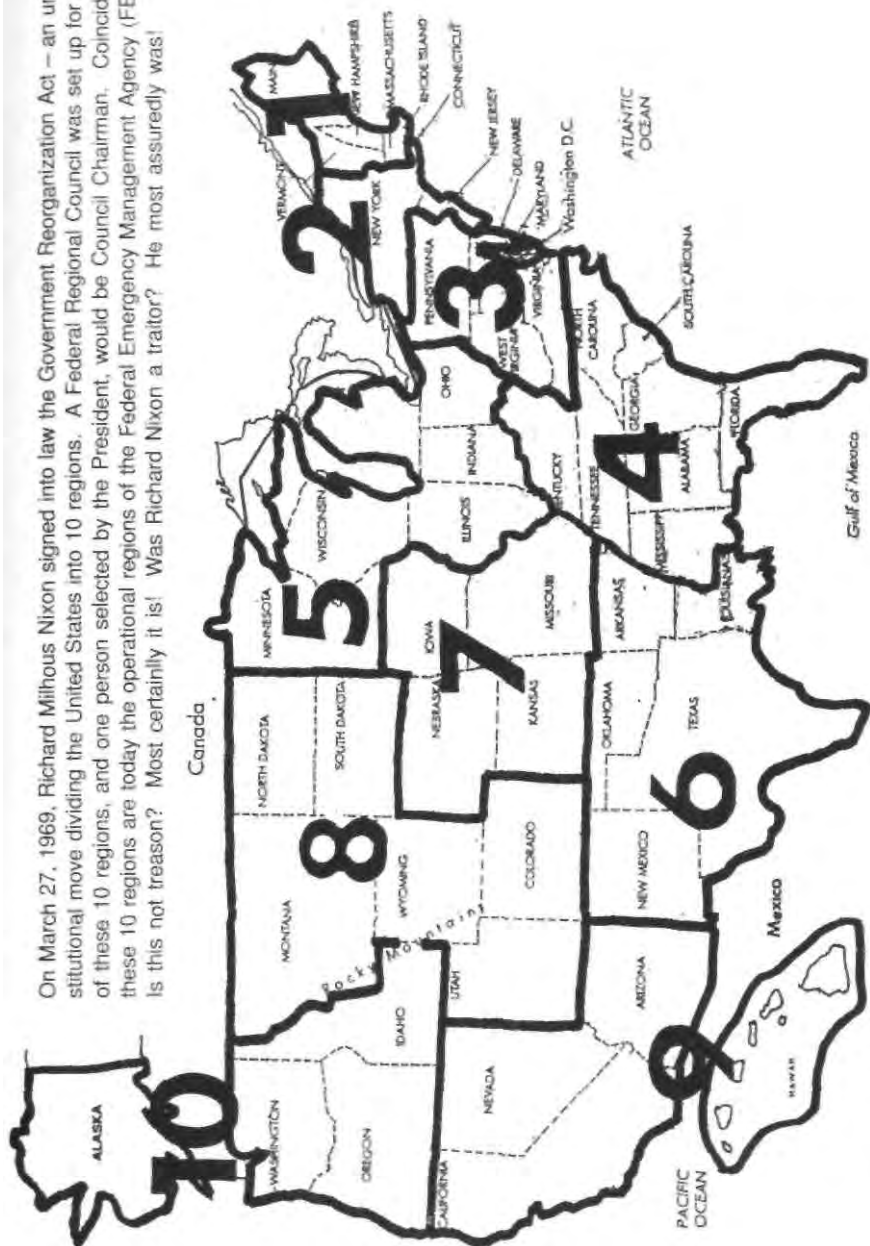 On March 27, 1969, Richard Milhous Nixon signed into law the Government Reorganization Act – an un
stitutional move dividing the United States into 10 regions. A Federal Regional Council was set up for
of these 10 regions, and one person selected by the President, would be Council Chairman. Coincid
these 10 regions are today the operational regions of the Federal Emergency Management Agency (FE
Is this not treason? Most certainlly it is! Was Richard Nixon a traitor? He most assuredly was!
ALASKA
10
WASHINGTON
OREGON
IDAHO
Canada
MONTANA
8
WYOMING
Rocky Mountains
NORTH DAKOTA
SOUTH DAKOTA
UTAH
COLORADO
MINNESOTA
5
WISCONSIN
ILLINOIS
INDIANA
OHIO
NEBRASKA
IOWA
7
KANSAS
MISSOURI
VERMONT
MAIN
1
NEW HAMPSHIRE
MASSACHUSETTS
RHODE ISLAND
CONNECTICUT
2
NEW YORK
NEW JERSEY
PENNSYLVANIA
3
DELAWARE
MARYLAND
Washington D.C.
WEST VIRGINIA
VIRGINIA
ATLANTIC
OCEAN
CALIFORNIA
NEVADA
ARIZONA
9
HAWAII
PACIFIC
OCEAN
NEW MEXICO
OKLAHOMA
TEXAS
6
ARKANSAS
LOUISIANA
Mexico
KENTUCKY
TENNESSEE
NORTH
CAROLINA
SOUTH CAROLINA
4
MISSISSIPPI
ALABAMA
GEORGIA
FLORIDA
Gulf of Mexico